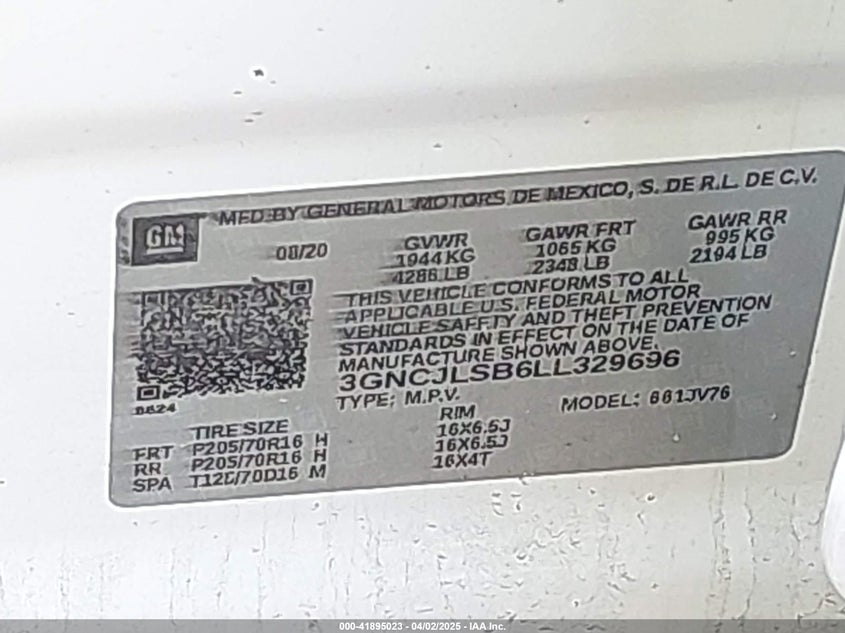 GM
MFD BY GENERAL MOTORS DE MEXICO, S. DE R.L. DE C.V.
08/20
GVWR
1944 KG
4286 LB
GAWR FRT
1065 KG
2348 LB
GAWR RR
995 KG
2194 LB
THIS VEHICLE CONFORMS TO ALL
APPLICABLE U.S. FEDERAL MOTOR
VEHICLE SAFETY AND THEFT PREVENTION
STANDARDS IN EFFECT ON THE DATE OF
MANUFACTURE SHOWN ABOVE.
3GNCJLSB6LL329696
TYPE: M.P.V.
MODEL:
TIRE SIZE
RIM
FRT P205/70R16 H 16X6.5J
RR P205/70R16 H 16X6.5J
SPA M 16X4T
000-41895023 - 04/02/2025 - IAA Inc.